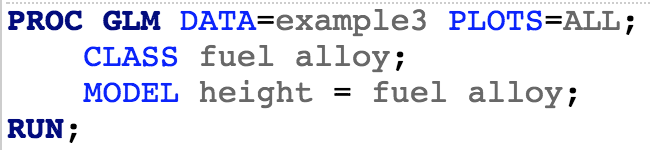 PROC GLM DATA=example3 PLOTS=ALL;
CLASS fuel alloy;
MODEL height = fuel alloy;
RUN;